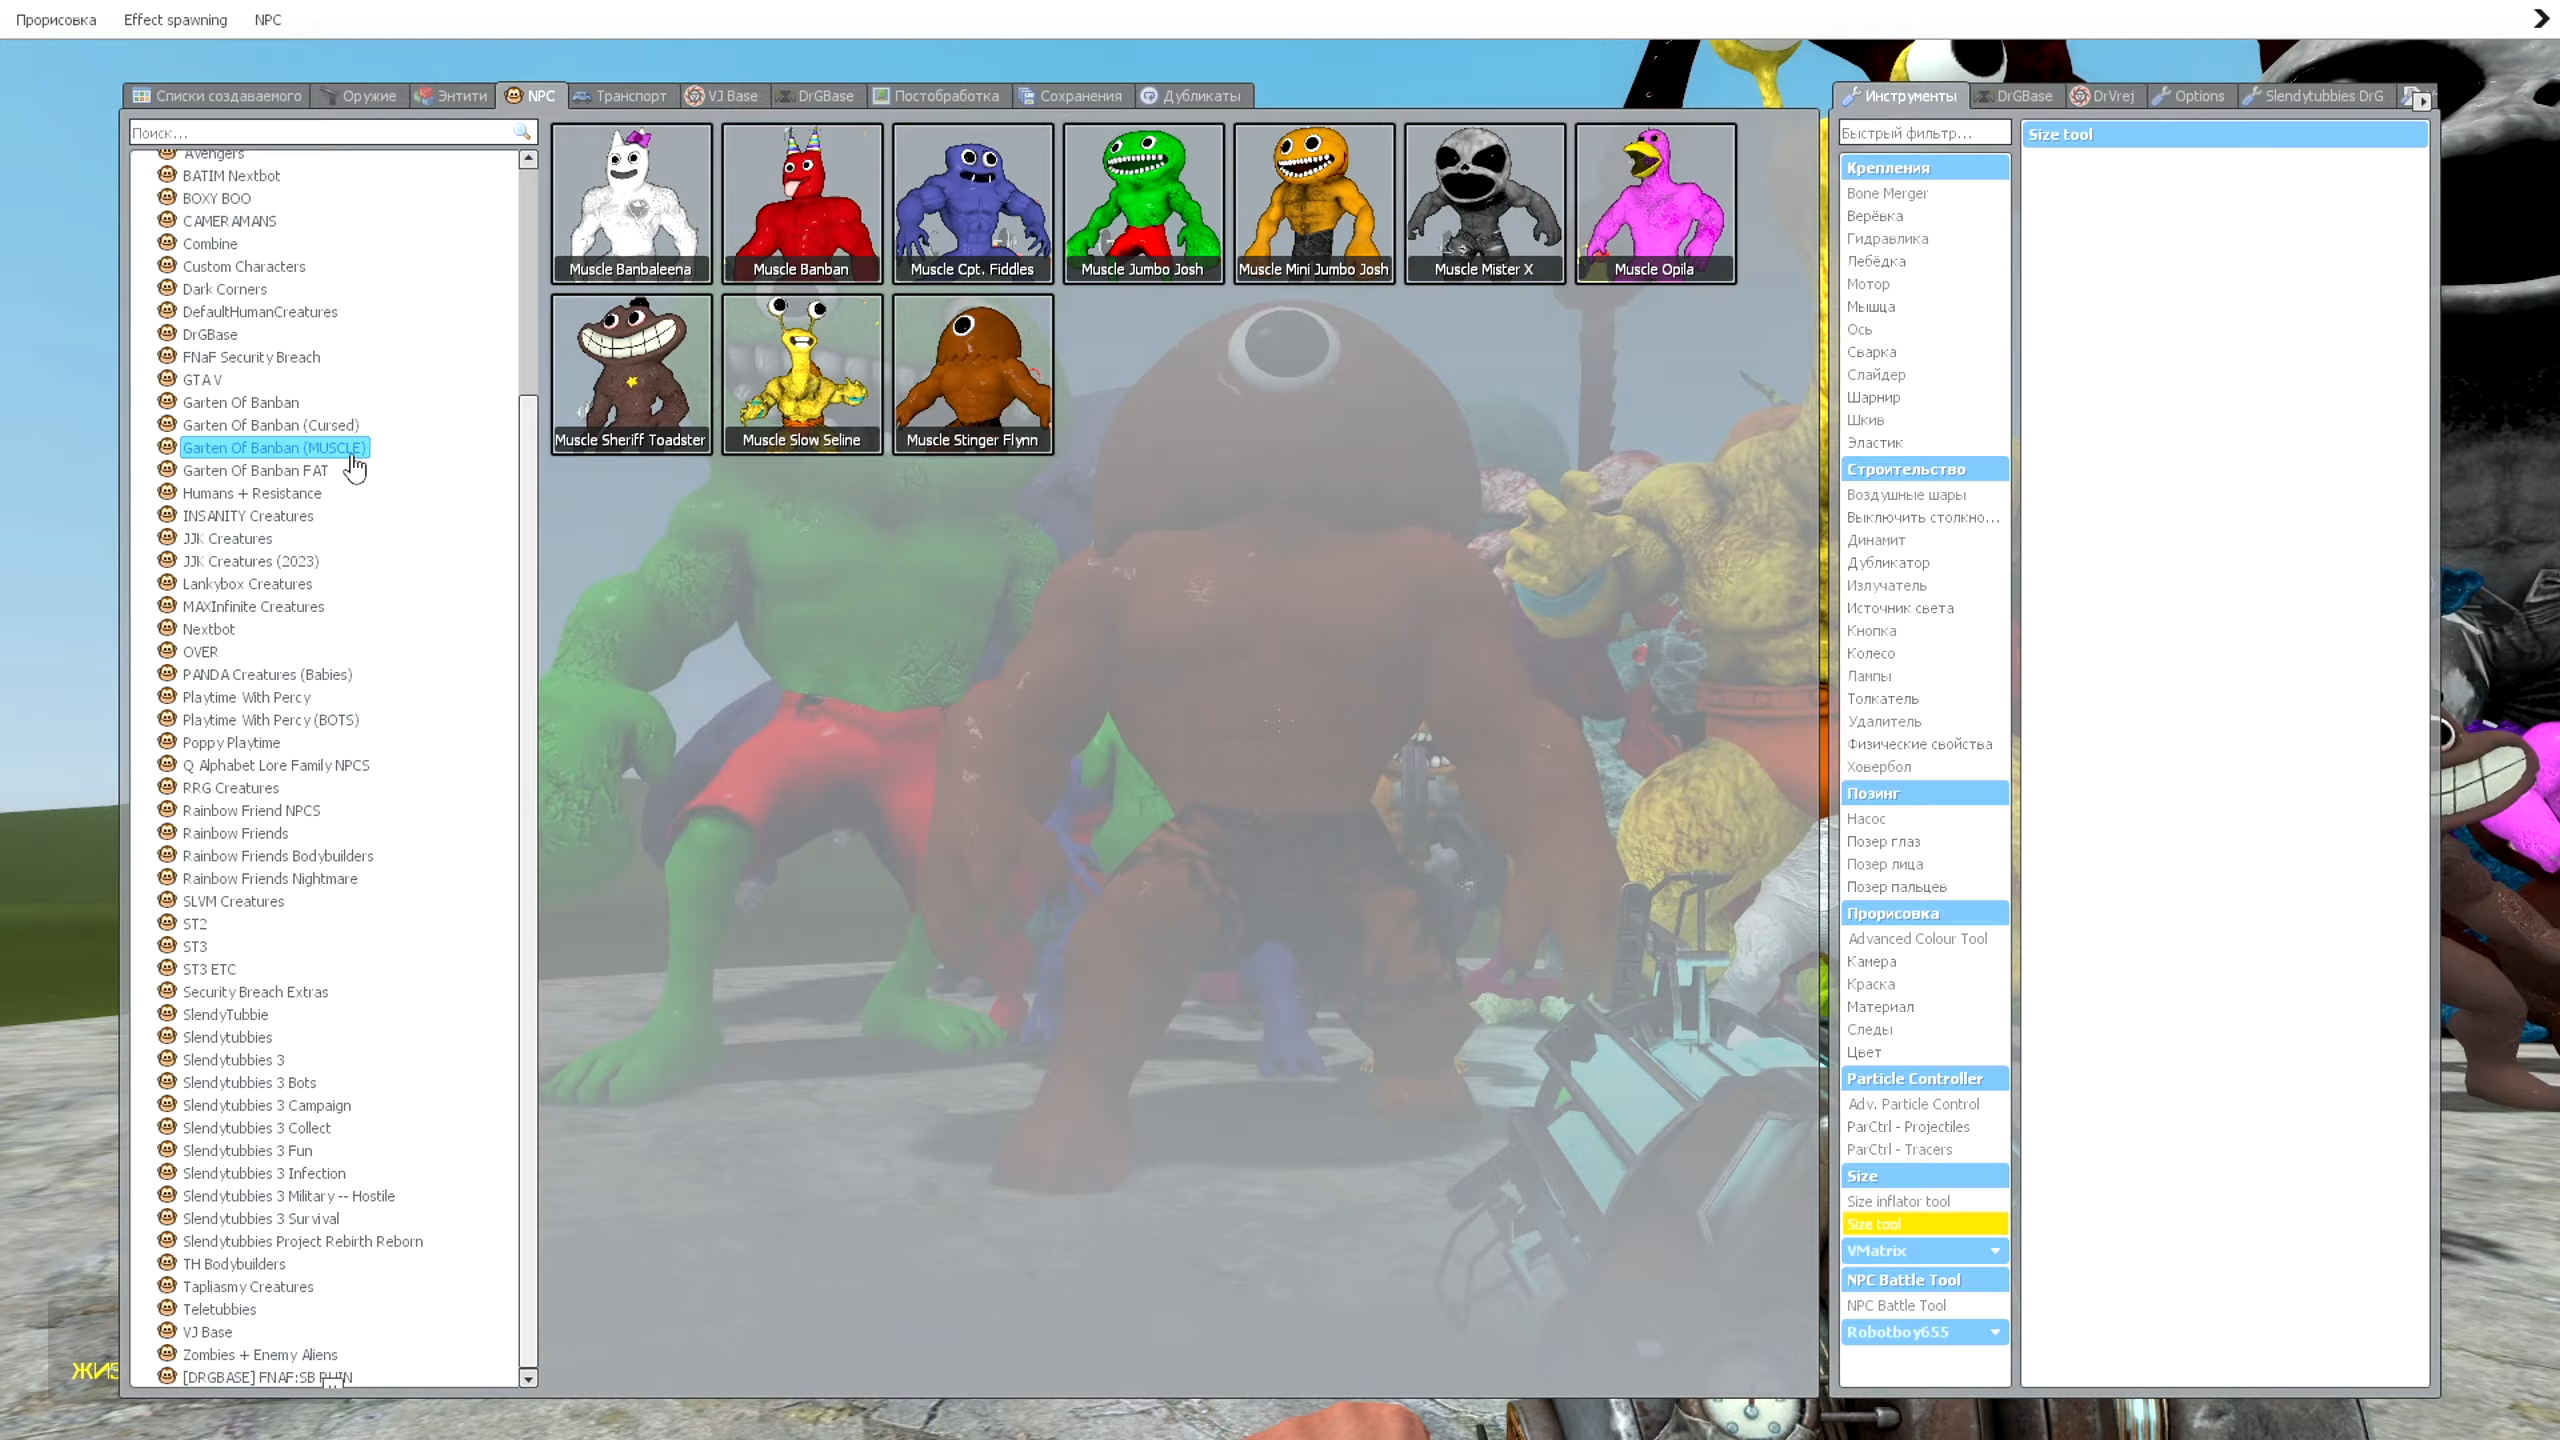 Прорисовка Effect spawning NPC
Списки создаваемого Оружие Энтити NPC Транспорт VJ Base DrGBase Постобработка Сохранения Дубликаты
Инструменты DrGBase DrVrej Options Slendytubbies DrG
Поиск...
Avengers
BATIM Nextbot
BOXY BOO
CAMERAMANS
Combine
Custom Characters
Dark Corners
DefaultHumanCreatures
DrGBase
FNaF Security Breach
GTA V
Garten Of Banban
Garten Of Banban (Cursed)
Garten Of Banban (MUSCLE)
Garten Of Banban FAT
Humans + Resistance
INSANITY Creatures
JJK Creatures
JJK Creatures (2023)
Lankybox Creatures
MAXInfinite Creatures
Nextbot
OVER
PANDA Creatures (Babies)
Playtime With Percy
Playtime With Percy (BOTS)
Poppy Playtime
Q Alphabet Lore Family NPCS
RRG Creatures
Rainbow Friend NPCS
Rainbow Friends
Rainbow Friends Bodybuilders
Rainbow Friends Nightmare
SLVM Creatures
ST2
ST3
ST3 ETC
Security Breach Extras
SlendyTubbie
Slendytubbies
Slendytubbies 3
Slendytubbies 3 Bots
Slendytubbies 3 Campaign
Slendytubbies 3 Collect
Slendytubbies 3 Fun
Slendytubbies 3 Infection
Slendytubbies 3 Military -- Hostile
Slendytubbies 3 Survival
Slendytubbies Project Rebirth Reborn
TH Bodybuilders
Tapliasmy Creatures
Teletubbies
VJ Base
Zombies + Enemy Aliens
[DRGBASE] FNAF:SB
Muscle Banbaleena Muscle Banban Muscle Cpt. Fiddles Muscle Jumbo Josh Muscle Mini Jumbo Josh Muscle Mister X Muscle Opila
Muscle Sheriff Toadster Muscle Slow Seline Muscle Stinger Flynn
Быстрый фильтр...
Крепления
Bone Merger
Верёвка
Гидравлика
Лебёдка
Мотор
Мышца
Ось
Сварка
Слайдер
Шарнир
Шкив
Эластик
Строительство
Воздушные шары
Выключить столкно...
Динамит
Дубликатор
Излучатель
Источник света
Кнопка
Колесо
Лампы
Толкатель
Удалитель
Физические свойства
Ховербол
Позинг
Насос
Позер глаз
Позер лица
Позер пальцев
Прорисовка
Advanced Colour Tool
Камера
Краска
Материал
Следы
Цвет
Particle Controller
Adv. Particle Control
ParCtrl - Projectiles
ParCtrl - Tracers
Size
Size inflator tool
Size tool
VMatrix
NPC Battle Tool
NPC Battle Tool
Robotboy655
Size tool